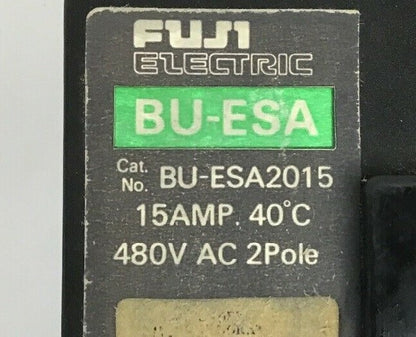 FUJI
ELECTRIC
BU-ESA
Cat. No. BU-ESA2015
15AMP. 40°C
480V AC 2Pole